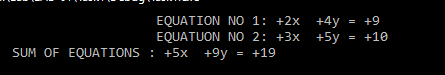 EQUATION NO 1: +2x +4y = +9
EQUATUON NO 2: +3x +5y = +10
SUM OF EQUATIONS : +5x +9y = +19